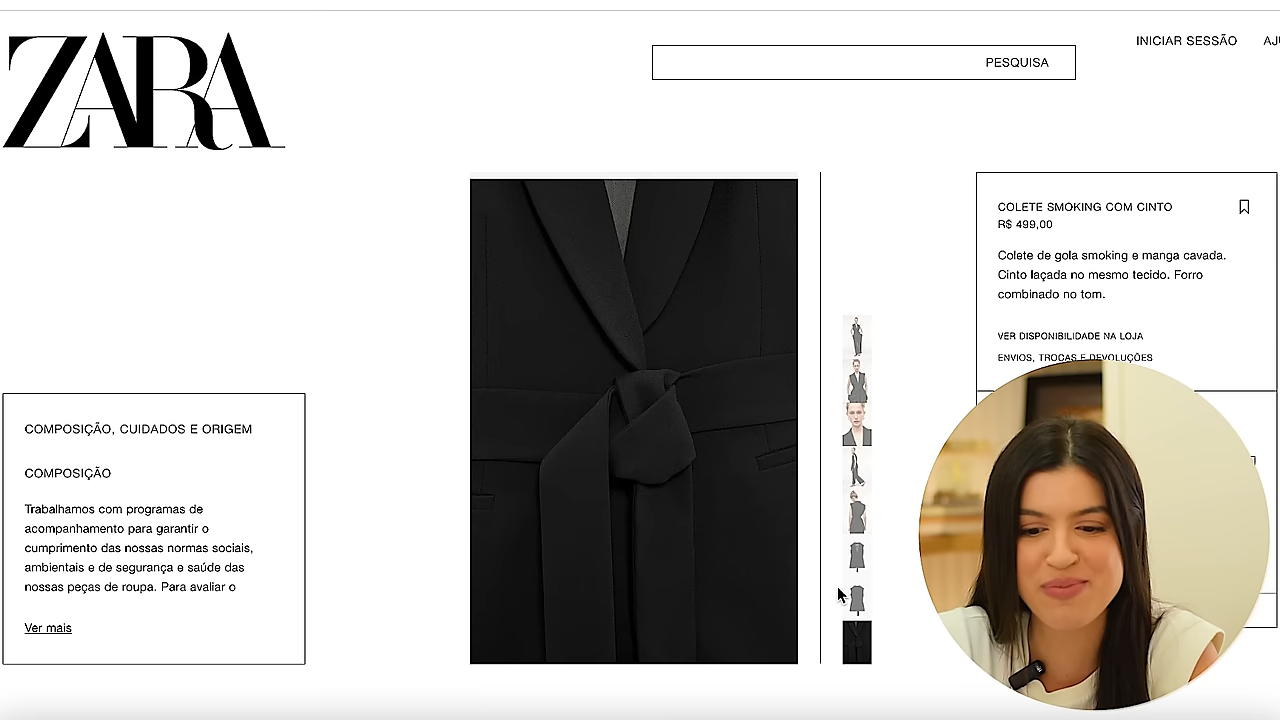 ZARA
PESQUISA
INICIAR SESSÃO
COLETE SMOKING COM CINTO
R$ 499,00
Colete de gola smoking e manga cavada.
Cinto laçada no mesmo tecido. Forro
combinado no tom.
VER DISPONIBILIDADE NA LOJA
ENVIOS, TROCAS E DEVOLUÇÕES
COMPOSIÇÃO, CUIDADOS E ORIGEM
COMPOSIÇÃO
Trabalhamos com programas de
acompanhamento para garantir o
cumprimento das nossas normas sociais,
ambientais e de segurança e saúde das
nossas peças de roupa. Para avaliar o
Ver mais